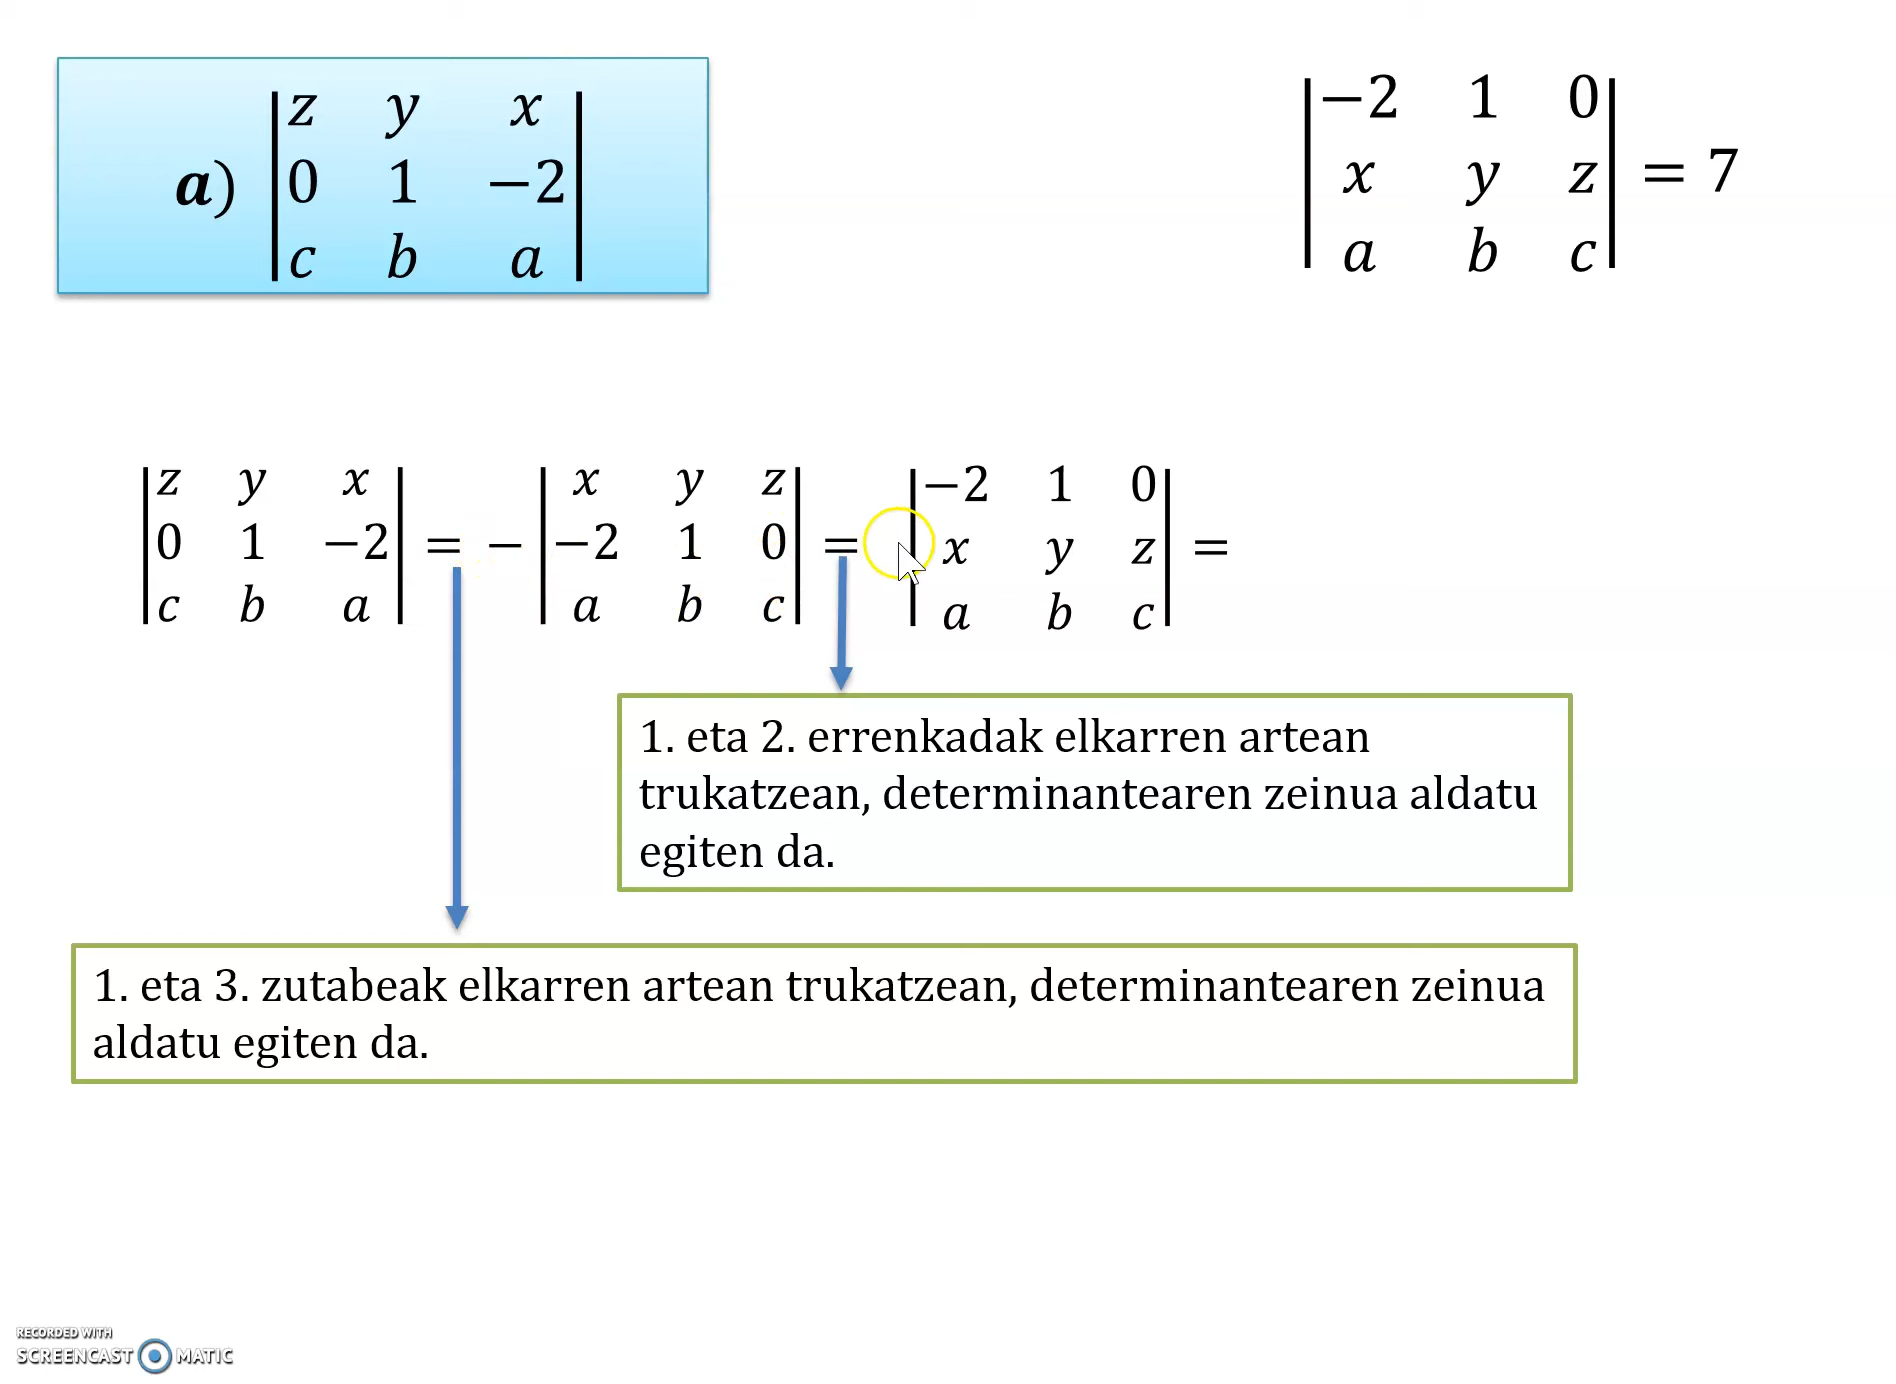 a) | z y x |
| 0 1 −2 |
| c b a |
| −2 1 0 |
| x y z | = 7
| a b c |
| z y x | | x y z | | −2 1 0 |
| 0 1 −2 | = − | −2 1 0 | = | x y z | =
| c b a | | a b c | | a b c |
1. eta 2. errenkadak elkarren artean
trukatzean, determinantearen zeinua aldatu
egiten da.
1. eta 3. zutabeak elkarren artean trukatzean, determinantearen zeinua
aldatu egiten da.
RECORDED WITH
SCREENCAST MATIC